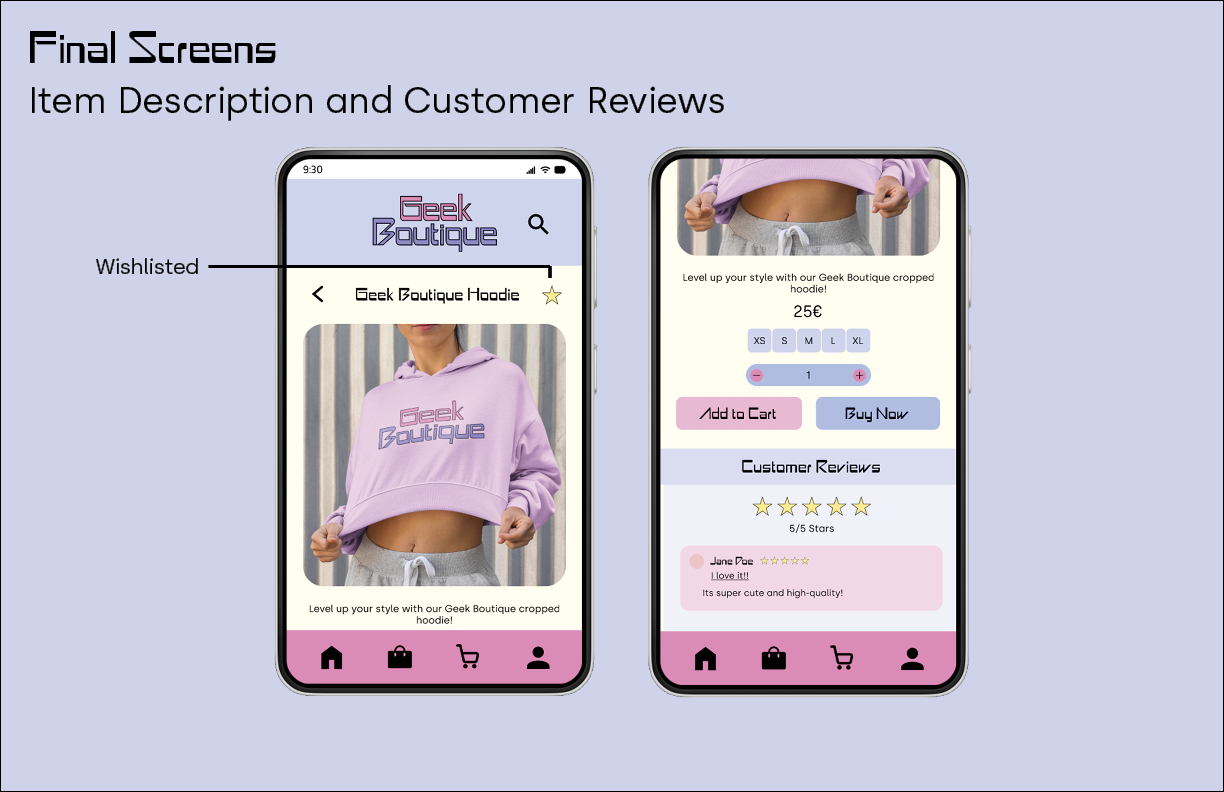 Final Screens
Item Description and Customer Reviews
Wishlisted
9:30
Geek
Boutique
Geek Boutique Hoodie
Geek
Boutique
Level up your style with our Geek Boutique cropped
hoodie!
Level up your style with our Geek Boutique cropped
hoodie!
25€
XS S M L XL
1
Add to Cart Buy Now
Customer Reviews
5/5 Stars
Jane Doe
I love it!!
Its super cute and high-quality!